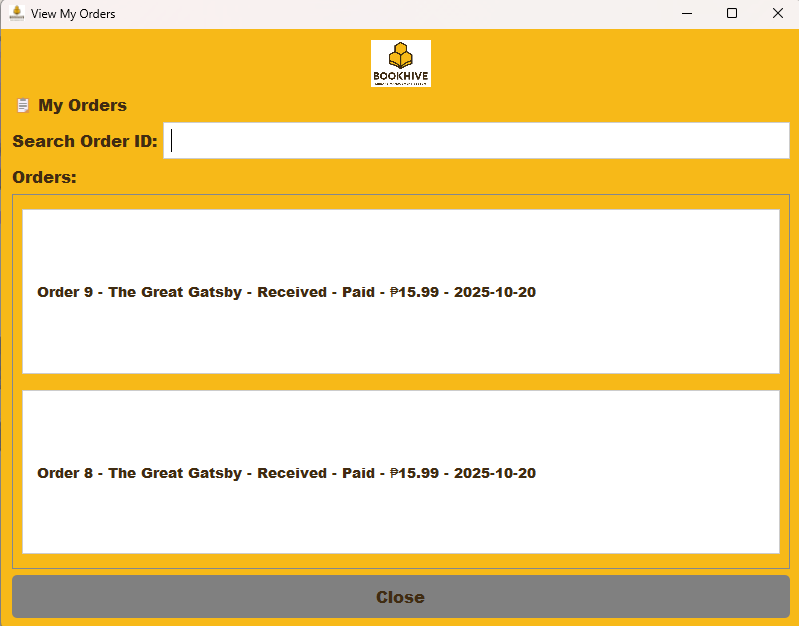 View My Orders
BOOKHIVE
My Orders
Search Order ID:
Orders:
Order 9 - The Great Gatsby - Received - Paid - ₱15.99 - 2025-10-20
Order 8 - The Great Gatsby - Received - Paid - ₱15.99 - 2025-10-20
Close